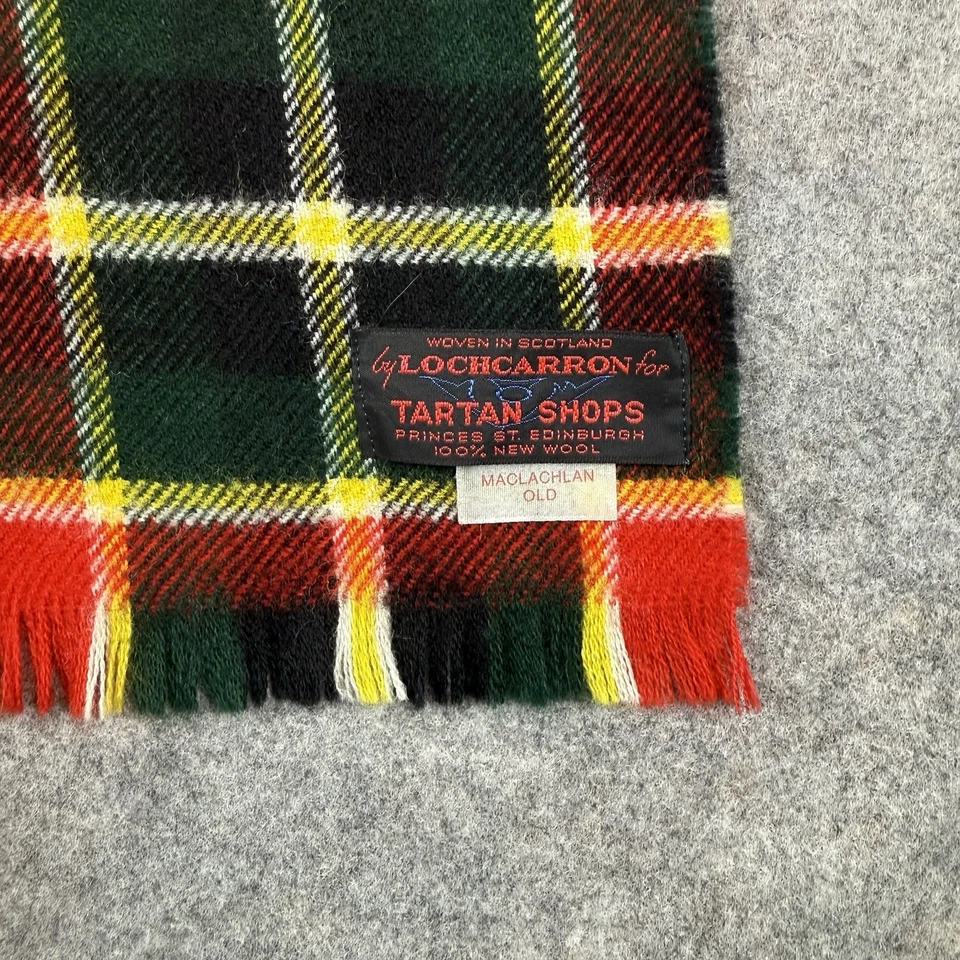 WOVEN IN SCOTLAND
by LOCHCARRON for
TARTAN SHOPS
PRINCES ST. EDINBURGH
100% NEW WOOL
MACLACHLAN
OLD